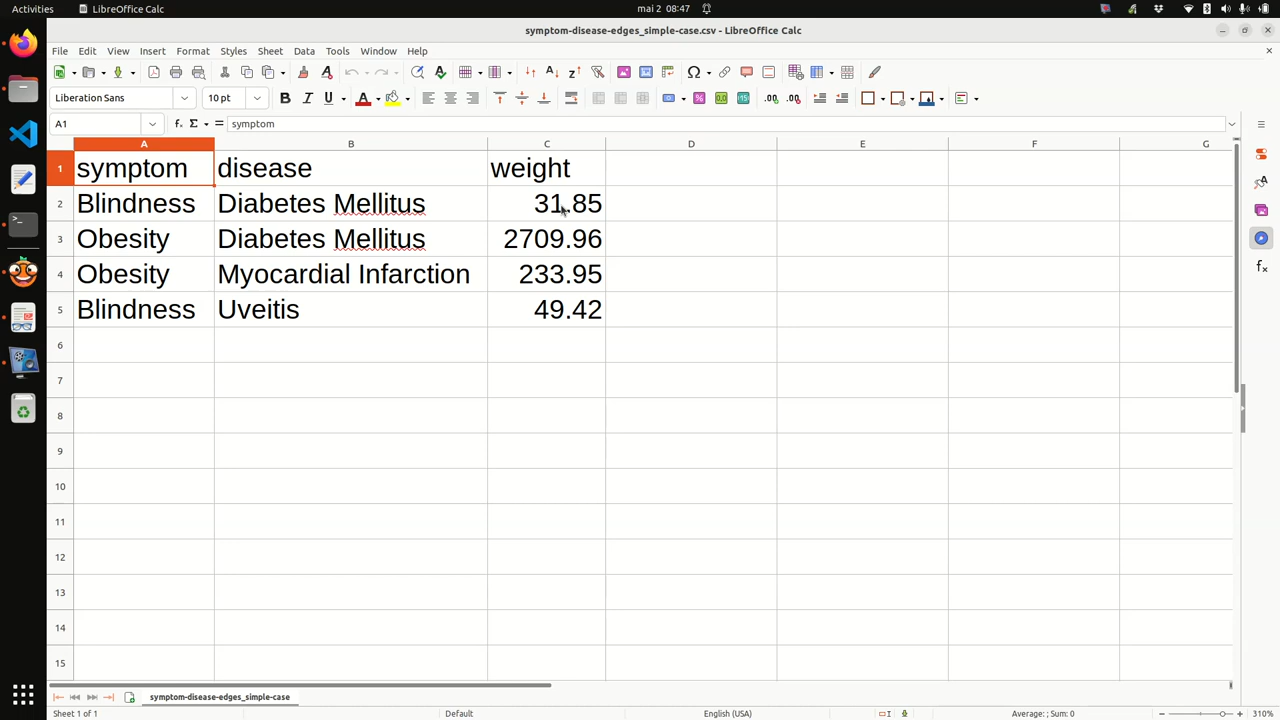 Activities LibreOffice Calc mai 2 08:47
symptom-disease-edges_simple-case.csv - LibreOffice Calc
File Edit View Insert Format Styles Sheet Data Tools Window Help
Liberation Sans 10 pt
A1 symptom
A B C D E F G
1 symptom disease weight
2 Blindness Diabetes Mellitus 31.85
3 Obesity Diabetes Mellitus 2709.96
4 Obesity Myocardial Infarction 233.95
5 Blindness Uveitis 49.42
6
7
8
9
10
11
12
13
14
15
symptom-disease-edges_simple-case
Sheet 1 of 1 Default English (USA) Average: ; Sum: 0 310%